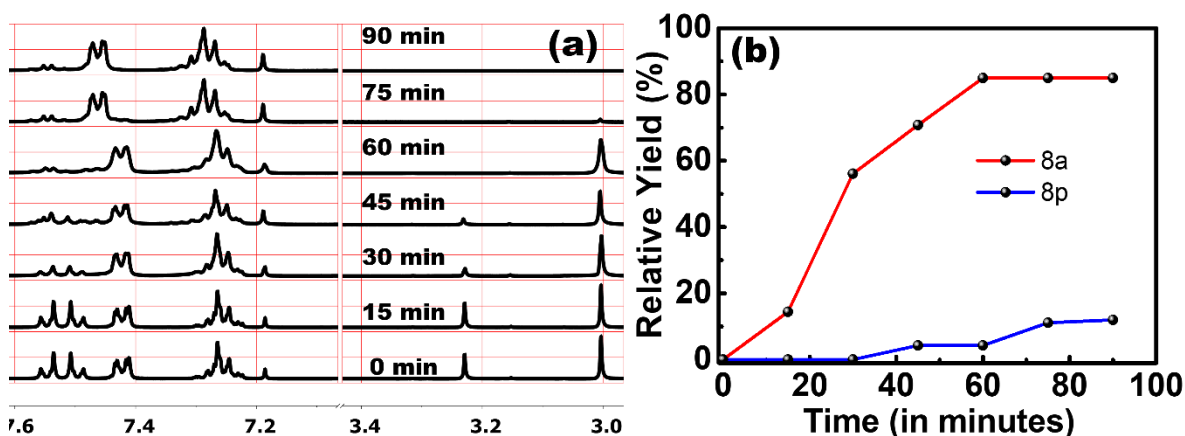 90 min
(a)
75 min
60 min
45 min
30 min
15 min
0 min
7.6 7.4 7.2 3.4 3.2 3.0
(b)
Relative Yield (%)
100
80
60
40
20
0
8a
8p
0 20 40 60 80 100
Time (in minutes)